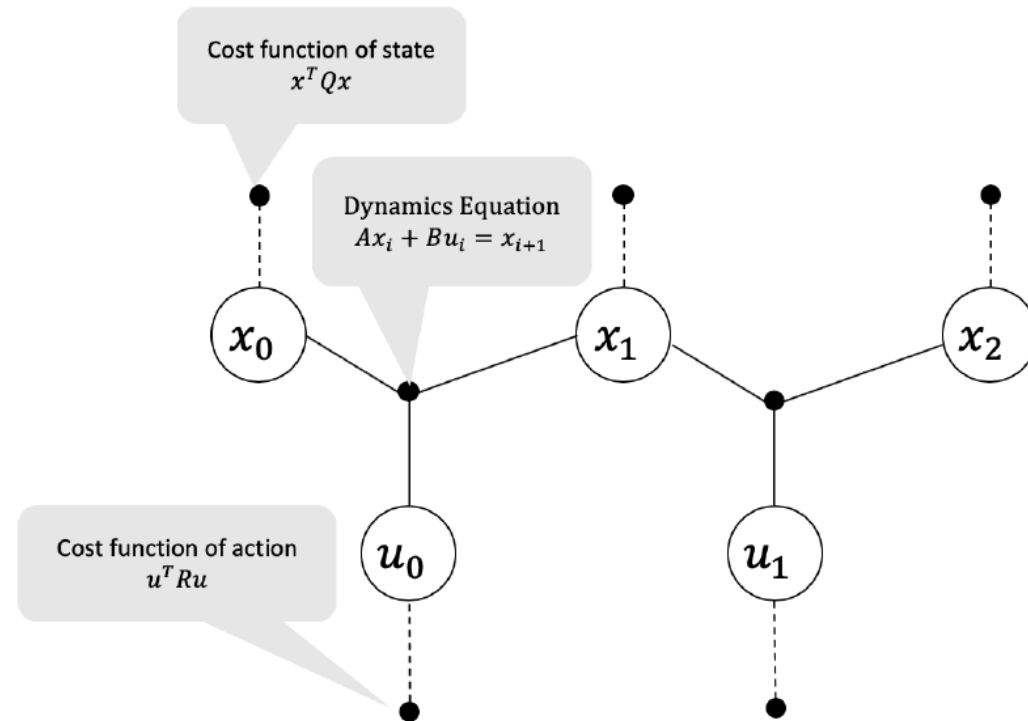 Cost function of state
x^T Qx
Dynamics Equation
Ax_i + Bu_i = x_{i+1}
x_0
x_1
x_2
Cost function of action
u^T Ru
u_0
u_1